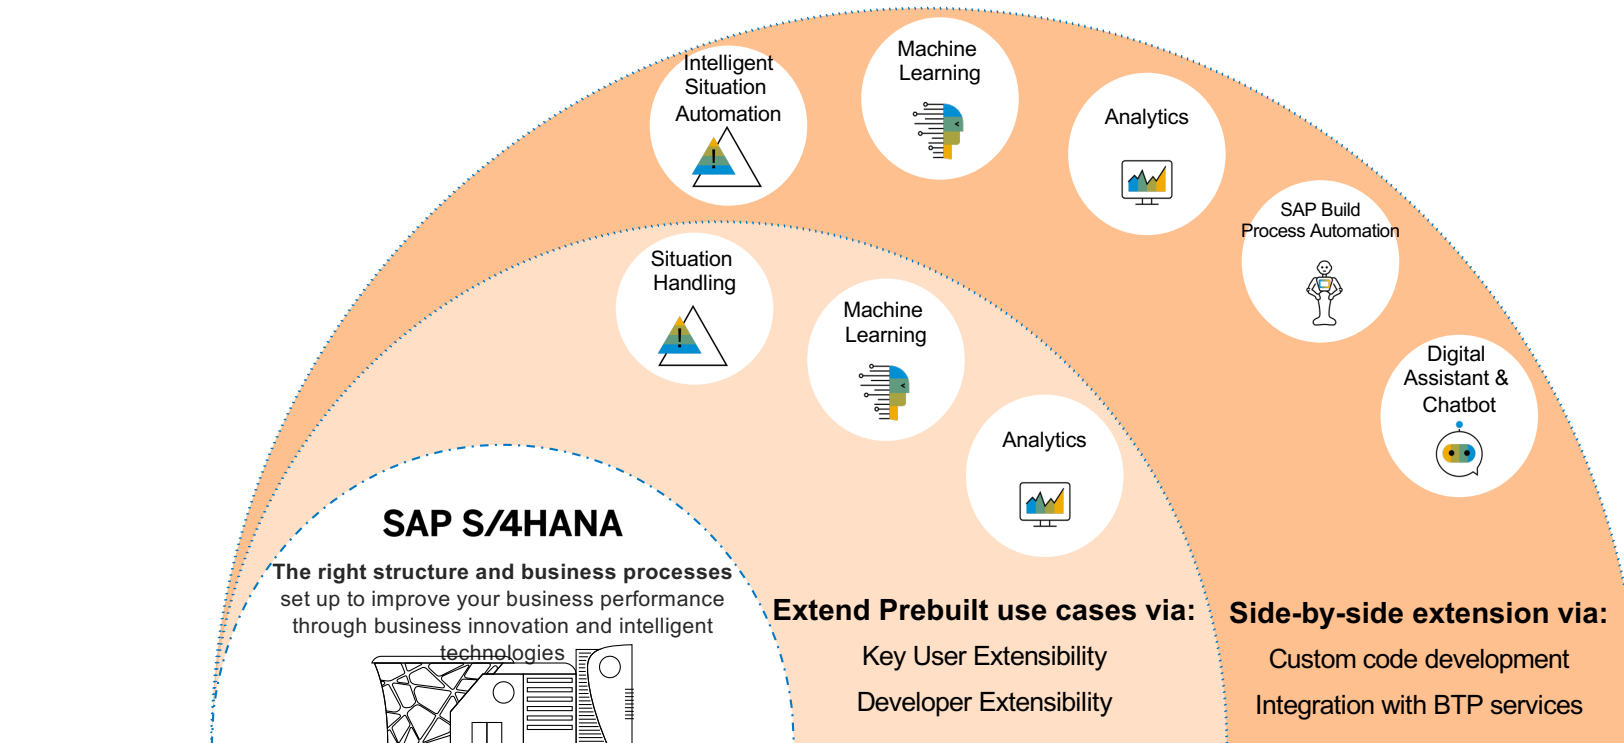 Intelligent
Situation
Automation
Machine
Learning
Analytics
SAP Build
Process Automation
Digital
Assistant &
Chatbot
Situation
Handling
Machine
Learning
Analytics
SAP S/4HANA
The right structure and business processes
set up to improve your business performance
through business innovation and intelligent
technologies
Extend Prebuilt use cases via:
Key User Extensibility
Developer Extensibility
Side-by-side extension via:
Custom code development
Integration with BTP services